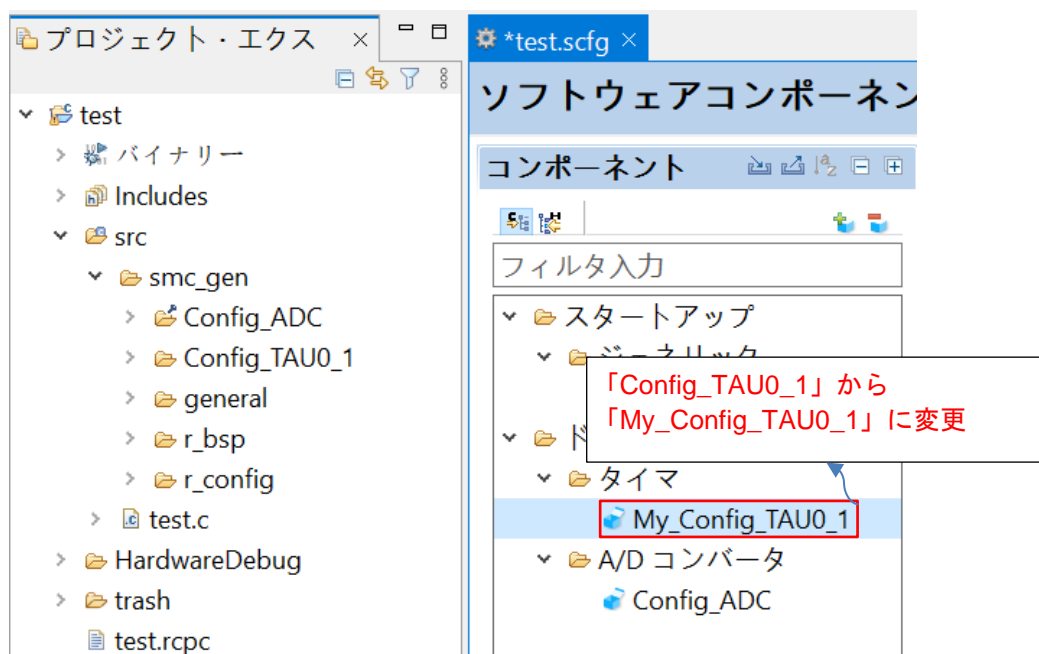 プロジェクト・エクス
test
バイナリー
Includes
src
smc_gen
Config_ADC
Config_TAU0_1
general
r_bsp
r_config
test.c
HardwareDebug
trash
test.rcpc
*test.scfg
ソフトウェアコンポーネン
コンポーネント
フィルタ入力
スタートアップ
「Config_TAU0_1」から
「My_Config_TAU0_1」に変更
タイマ
My_Config_TAU0_1
A/D コンバータ
Config_ADC